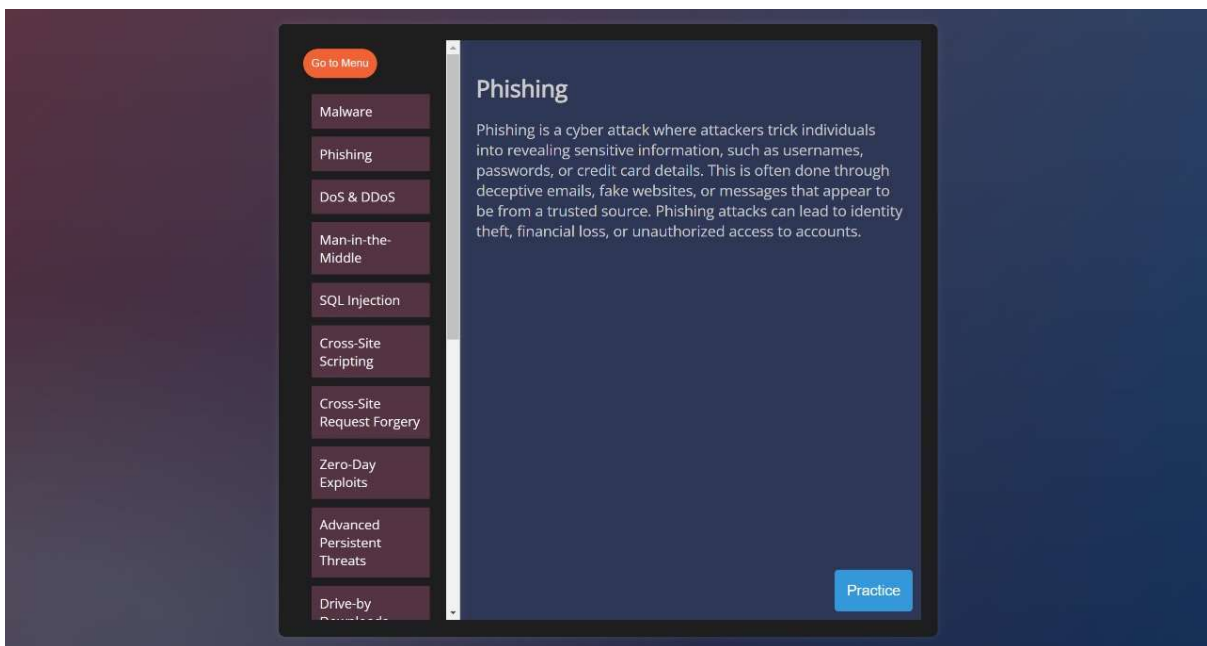 Go to Menu
Malware
Phishing
DoS & DDoS
Man-in-the-
Middle
SQL Injection
Cross-Site
Scripting
Cross-Site
Request Forgery
Zero-Day
Exploits
Advanced
Persistent
Threats
Drive-by
Phishing
Phishing is a cyber attack where attackers trick individuals
into revealing sensitive information, such as usernames,
passwords, or credit card details. This is often done through
deceptive emails, fake websites, or messages that appear to
be from a trusted source. Phishing attacks can lead to identity
theft, financial loss, or unauthorized access to accounts.
Practice